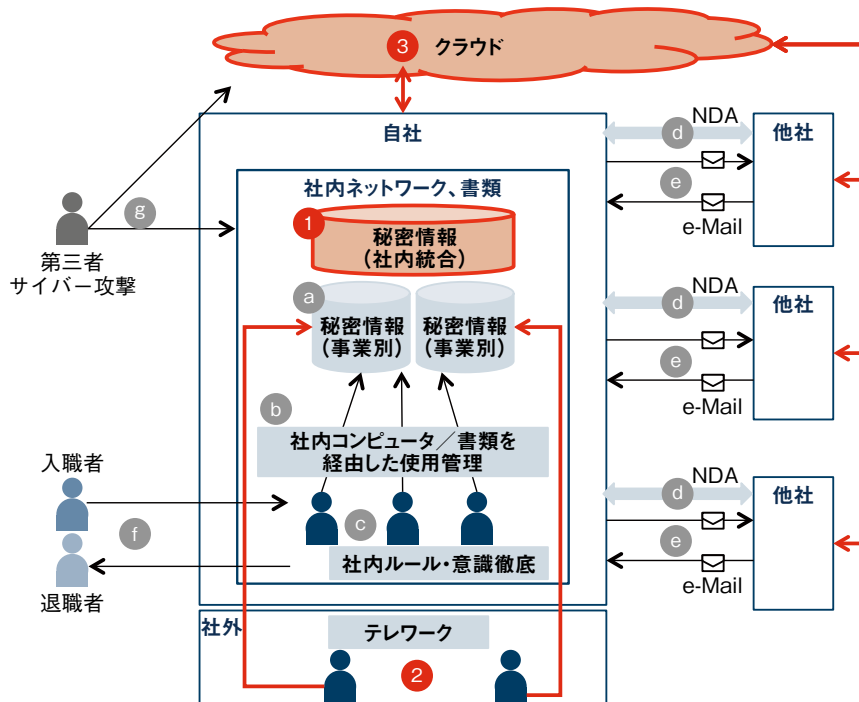 3 クラウド
自社
社内ネットワーク、書類
1
秘密情報
(社内統合)
a
秘密情報
(事業別)
秘密情報
(事業別)
b
社内コンピュータ／書類を
経由した使用管理
c
社内ルール・意識徹底
社外
テレワーク
2
g
第三者
サイバー攻撃
入職者
f
退職者
NDA
d
e
e-Mail
他社
NDA
d
e
e-Mail
他社
NDA
d
e
e-Mail
他社